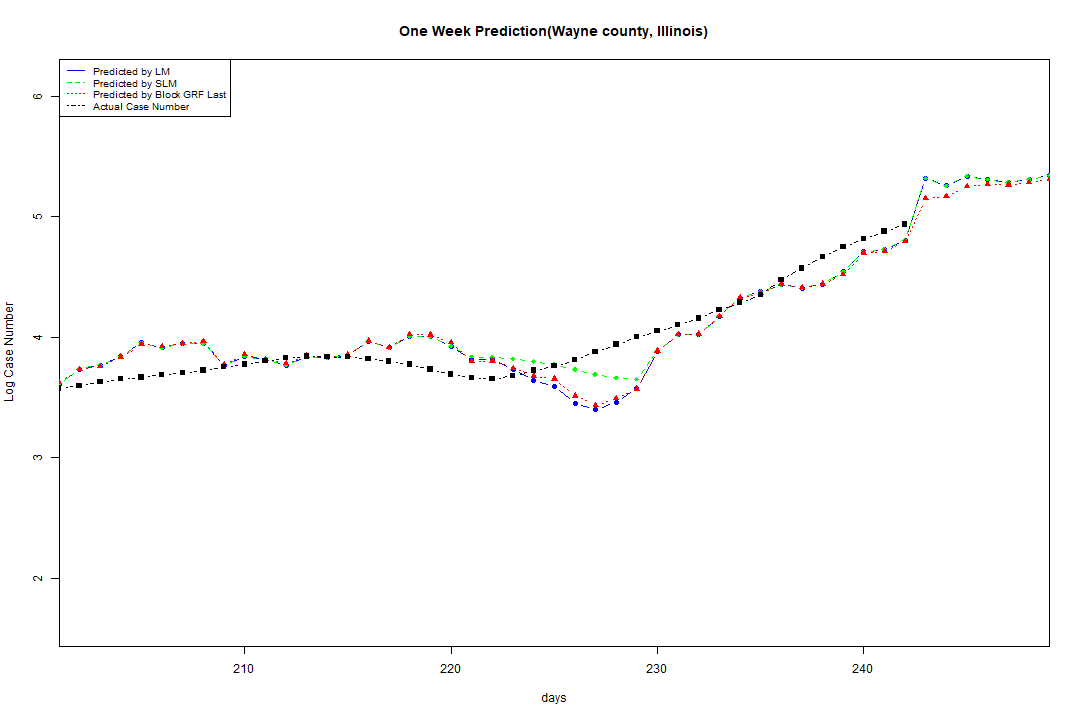 One Week Prediction(Wayne county, Illinois)
Predicted by LM
Predicted by SLM
Predicted by Block GRF Last
Actual Case Number
6
5
4
3
2
Log Case Number
210 220 230 240
days